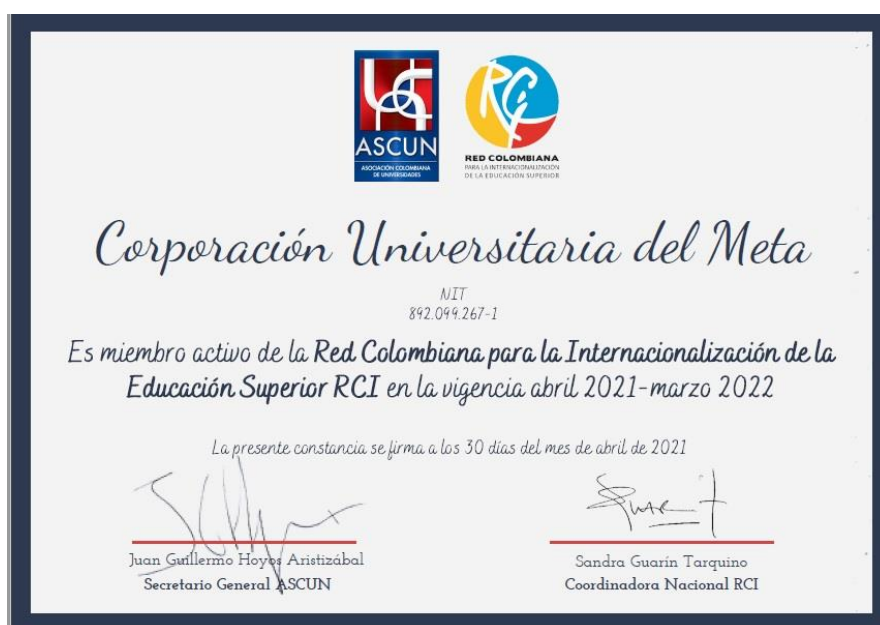 ASCUN
ASOCIACIÓN COLOMBIANA
DE UNIVERSIDADES
RCI
RED COLOMBIANA
PARA LA INTERNACIONALIZACIÓN
DE LA EDUCACIÓN SUPERIOR
Corporación Universitaria del Meta
NIT
892.099.267-1
Es miembro activo de la Red Colombiana para la Internacionalización de la
Educación Superior RCI en la vigencia abril 2021-marzo 2022
La presente constancia se firma a los 30 días del mes de abril de 2021
Juan Guillermo Hoyos Aristizábal
Secretario General ASCUN
Sandra Guarín Tarquino
Coordinadora Nacional RCI